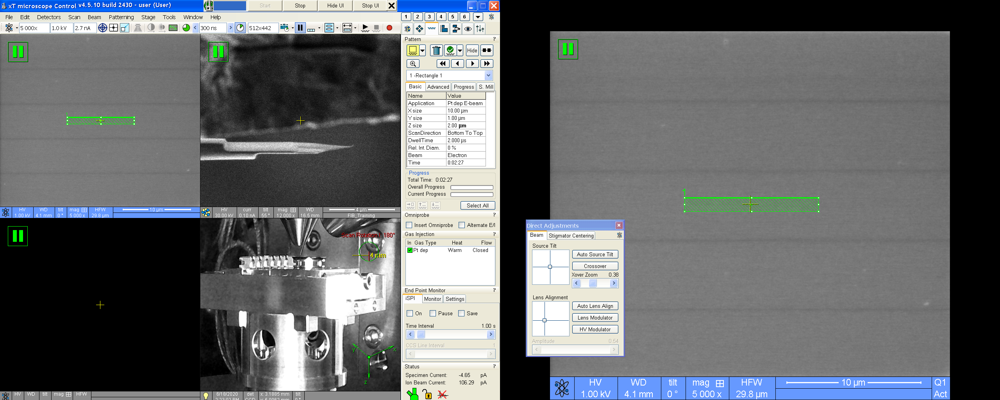 xT microscope Control v4.5.10 build 2430 - user (User)
Start Stop Hide UI Stop UI
File Edit Detectors Scan Beam Patterning Stage Tools Window Help
1 2 3 4 5 6
5 000x 1.0 kV 2.7 nA 300 ns 512x442
Pattern ?
Hide
1 -Rectangle 1
Basic Advanced Progress S. Mill
Name Value
Application Pt dep E-beam
X size 10.00 µm
Y size 1.00 µm
Z size 2.00 µm
ScanDirection Bottom To Top
DwellTime 2.000 µs
Rel. Int. Diam. 0 %
Beam Electron
Time 0:02:27
Progress
Total Time: 0:02:27
Overall Progress
Current Progress
Select All
Omniprobe ?
Insert Omniprobe Alternate E/I
Gas Injection ?
In Gas Type Heat Flow
Pt dep Warm Closed
End Point Monitor ?
iSPI Monitor Settings
On Pause Save
Time Interval 1.00 s
CCS Line Interval 1
Status ?
Specimen Current: -4.65 pA
Ion Beam Current: 106.29 pA
HV WD tilt mag HFW 10 µm
1.00 kV 4.1 mm 0 ° 5 000 x 29.8 µm
HV curr tilt mag WD 4 µm
30.00 kV 0.10 nA 55 ° 12 000 x 16.5 mm FIB_Training
Scan Rotation I: 180°
4 mm
y x
z
HV WD tilt mag HFW
6/18/2020 det x: 3.1885 mm tilt
2:23:02 PM CCD y: 5.0062 mm 0 °
1
Direct Adjustments
Beam Stigmator Centering
Source Tilt
Auto Source Tilt
Crossover
Xover Zoom 0.38
Lens Alignment
Auto Lens Align
Lens Modulator
HV Modulator
Amplitude 0.54
HV WD tilt mag HFW 10 µm Q1
1.00 kV 4.1 mm 0 ° 5 000 x 29.8 µm Act